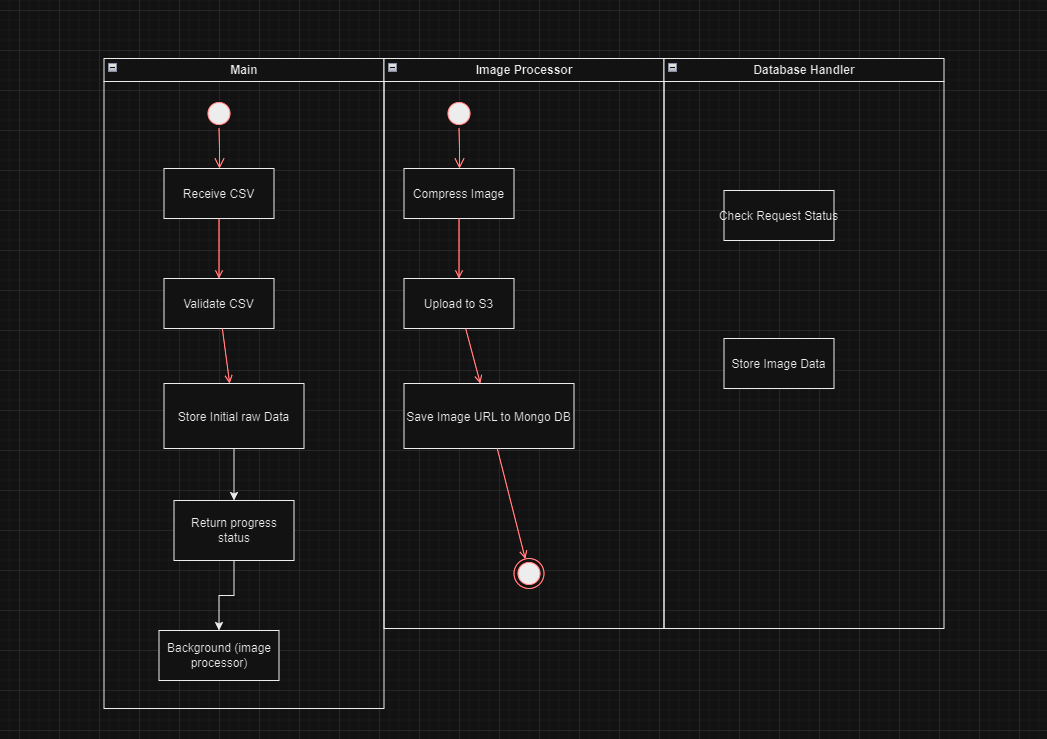 Main
Receive CSV
Validate CSV
Store Initial raw Data
Return progress
status
Background (image
processor)
Image Processor
Compress Image
Upload to S3
Save Image URL to Mongo DB
Database Handler
Check Request Status
Store Image Data